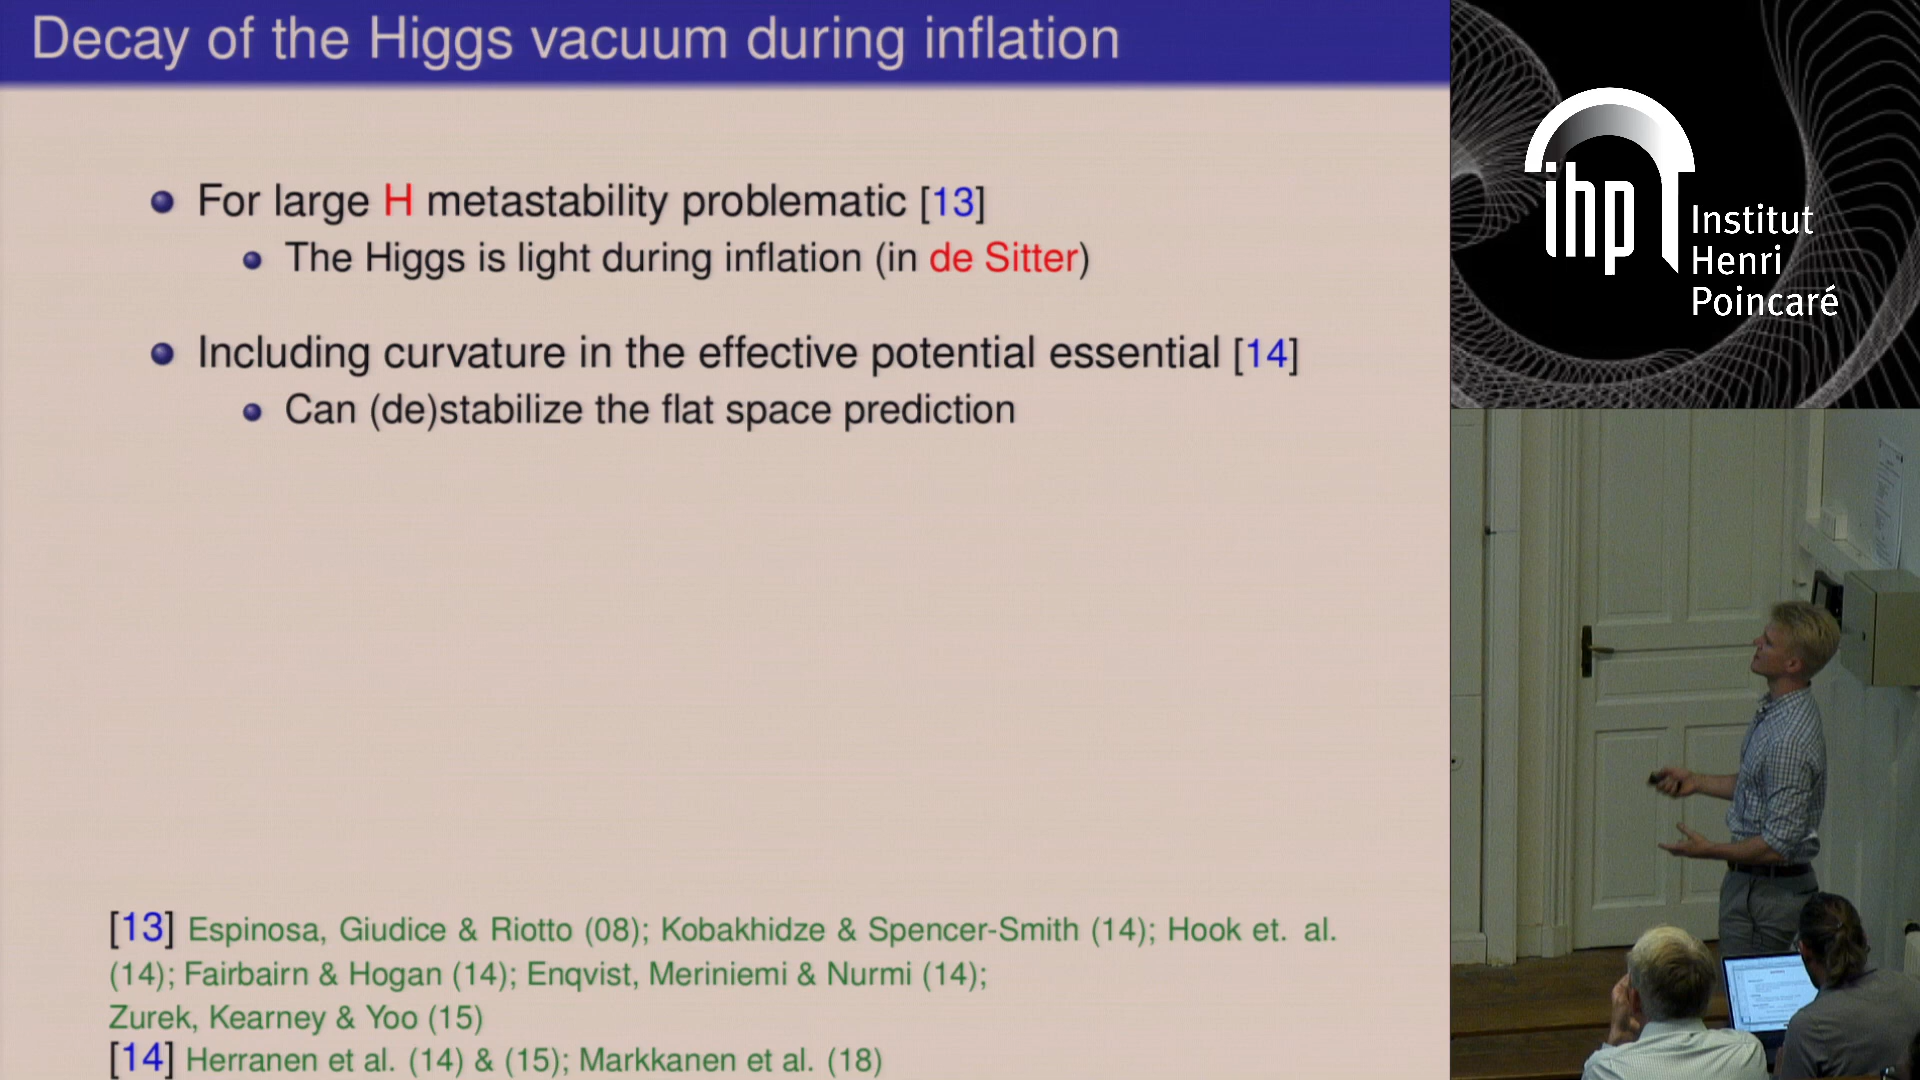 Decay of the Higgs vacuum during inflation
For large H metastability problematic [13]
The Higgs is light during inflation (in de Sitter)
Including curvature in the effective potential essential [14]
Can (de)stabilize the flat space prediction
[13] Espinosa, Giudice & Riotto (08); Kobakhidze & Spencer-Smith (14); Hook et. al.
(14); Fairbairn & Hogan (14); Enqvist, Meriniemi & Nurmi (14);
Zurek, Kearney & Yoo (15)
[14] Herranen et al. (14) & (15); Markkanen et al. (18)
ihp
Institut
Henri
Poincaré